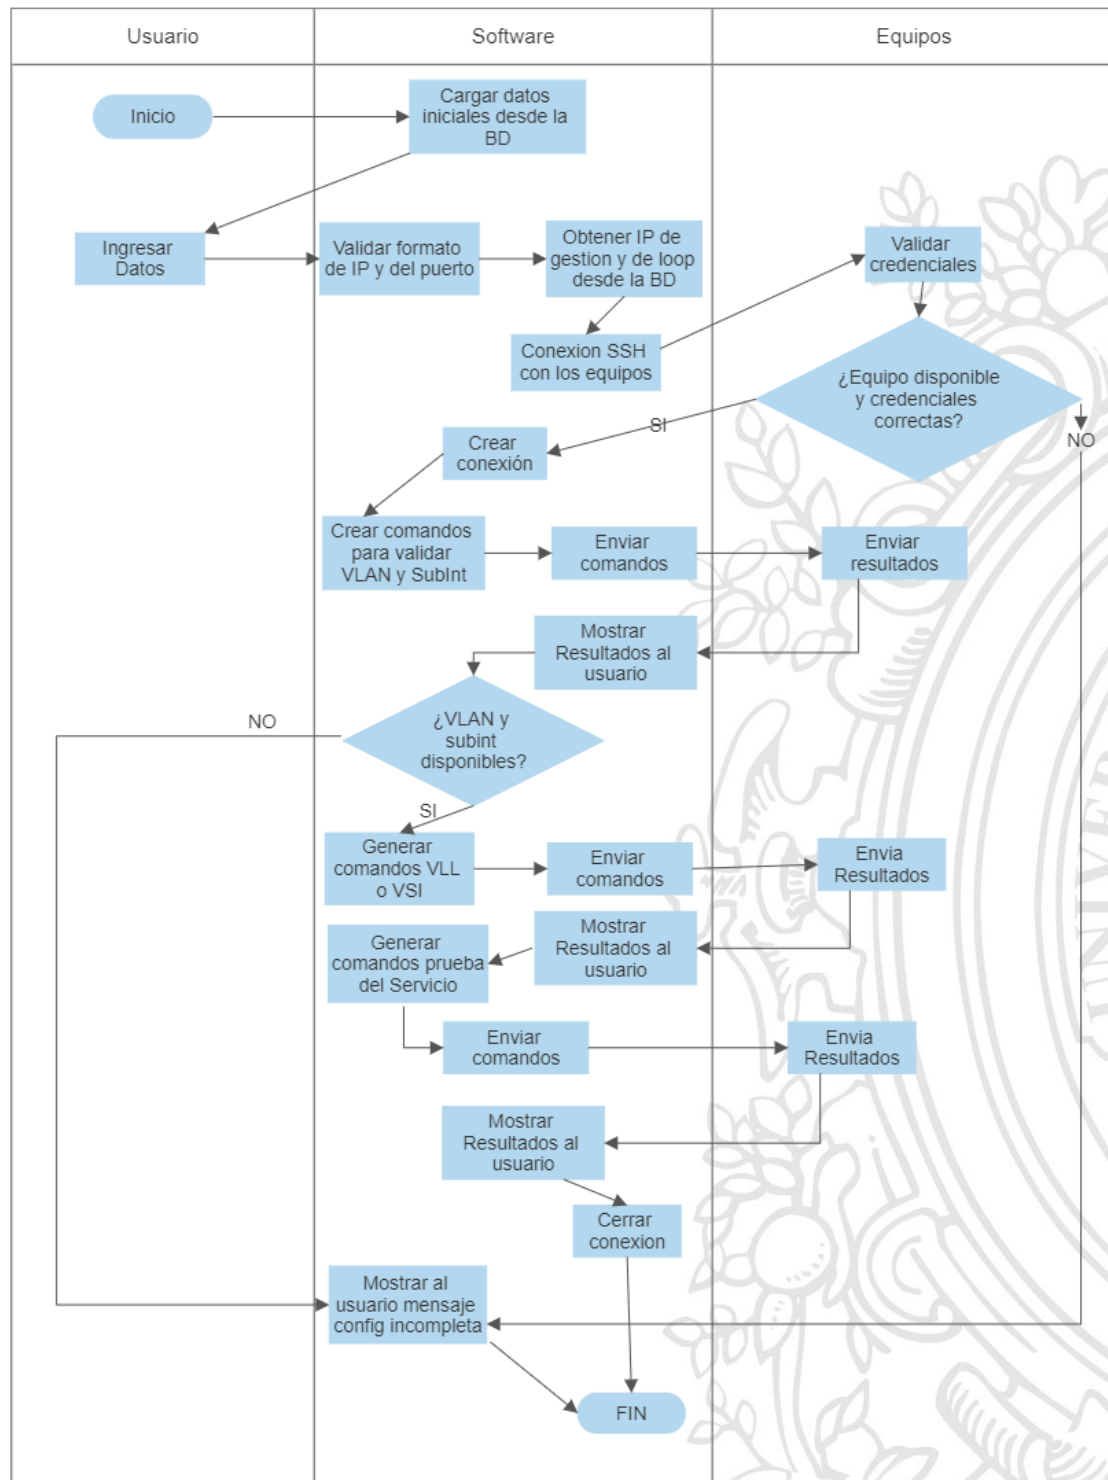 Usuario
Software
Equipos
Inicio
Cargar datos
iniciales desde la
BD
Ingresar
Datos
Validar formato
de IP y del puerto
Obtener IP de
gestion y de loop
desde la BD
Validar
credenciales
Conexion SSH
con los equipos
¿Equipo disponible
y credenciales
correctas?
SI
NO
Crear
conexión
Crear comandos
para validar
VLAN y SubInt
Enviar
comandos
Enviar
resultados
Mostrar
Resultados al
usuario
¿VLAN y
subint
disponibles?
NO
SI
Generar
comandos VLL
o VSI
Enviar
comandos
Envia
Resultados
Mostrar
Resultados al
usuario
Generar
comandos prueba
del Servicio
Enviar
comandos
Envia
Resultados
Mostrar
Resultados al
usuario
Cerrar
conexion
Mostrar al
usuario mensaje
config incompleta
FIN